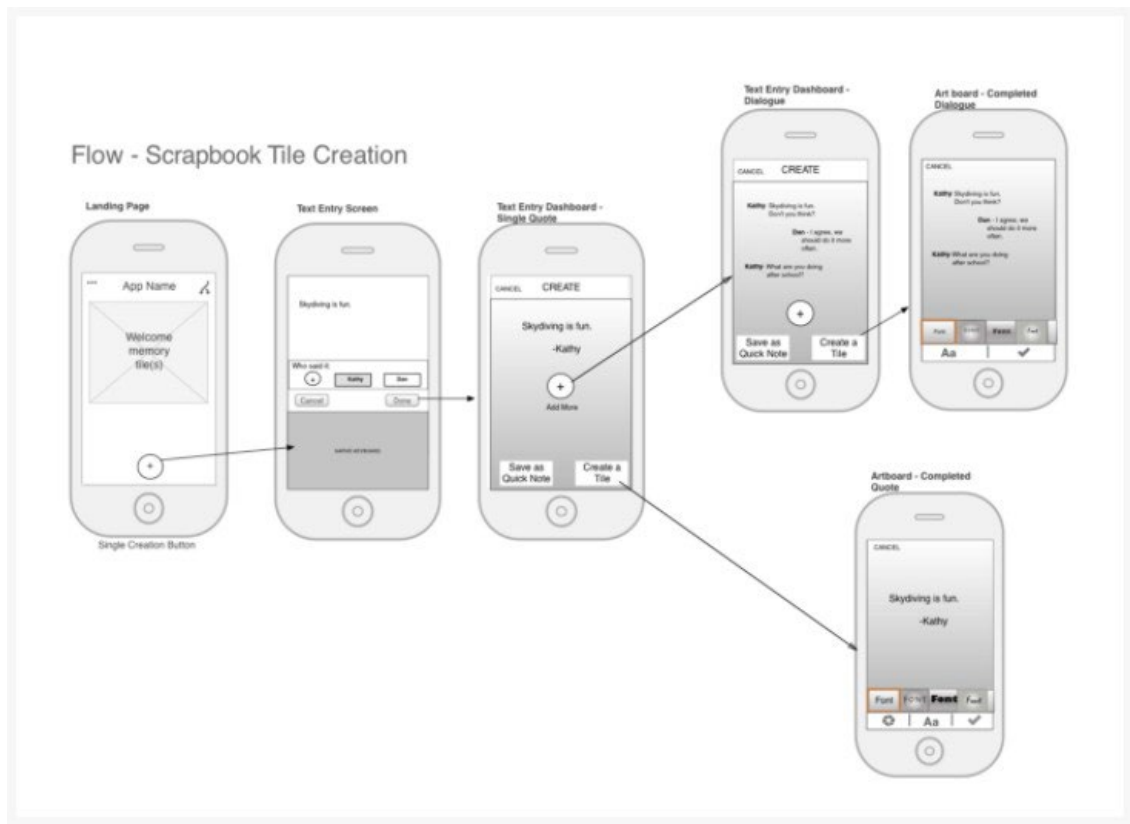 Flow - Scrapbook Tile Creation
Landing Page
App Name
Welcome
memory
tile(s)
+
Single Creation Button
Text Entry Screen
Skydiving is fun.
Who said it
+
Kathy
Dan
Cancel
Done
Text Entry Dashboard -
Single Quote
CANCEL
CREATE
Skydiving is fun.
-Kathy
+
Add More
Save as
Quick Note
Create a
Tile
Text Entry Dashboard -
Dialogue
CANCEL
CREATE
Kathy Skydiving is fun.
Don't you think?
Dan - I agree, we
should do it more
often.
Kathy What are you doing
after school?
+
Save as
Quick Note
Create a
Tile
Art board - Completed
Dialogue
CANCEL
Kathy Skydiving is fun,
Don't you think?
Dan - I agree, we
should do it more
often.
Kathy What are you doing
after school?
Font
Font
Font
Aa
Artboard - Completed
Quote
CANCEL
Skydiving is fun.
-Kathy
Font
Font
Font
Font
Aa